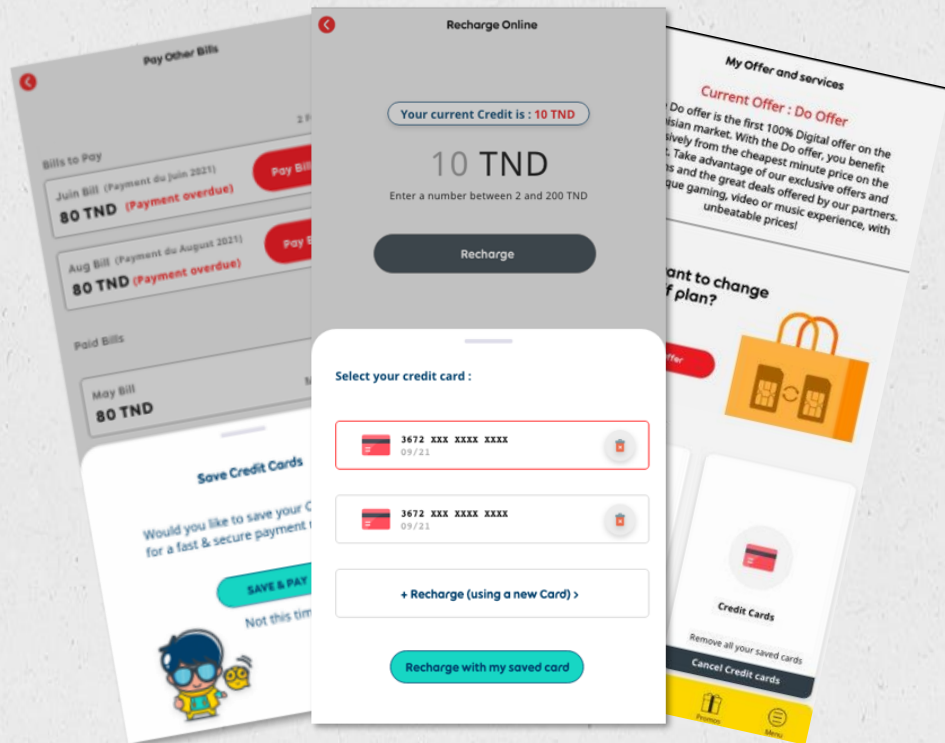 Pay Other Bills
Bills to Pay
Juin Bill (Payment du Juin 2021)
80 TND (Payment overdue)
Pay
Aug Bill (Payment du August 2021)
80 TND (Payment overdue)
Pay
Paid Bills
May Bill
80 TND
Save Credit Cards
Would you like to save your
for a fast & secure payment
SAVE & PAY
Not this
Recharge Online
Your current Credit is : 10 TND
10 TND
Enter a number between 2 and 200 TND
Recharge
Select your credit card :
3672 XXX XXXX XXXX
09/21
3672 XXX XXXX XXXX
09/21
+ Recharge (using a new Card) >
Recharge with my saved card
My Offer and services
Current Offer : Do Offer
Do offer is the first 100% Digital offer on the
market. With the Do offer, you benefit
from the cheapest minute price on the
Take advantage of our exclusive offers and
and the great deals offered by our partners.
gaming, video or music experience, with
unbeatable prices!
to change
plan?
Credit Cards
Remove all your saved cards
Cancel Credit cards
Promos
Menu